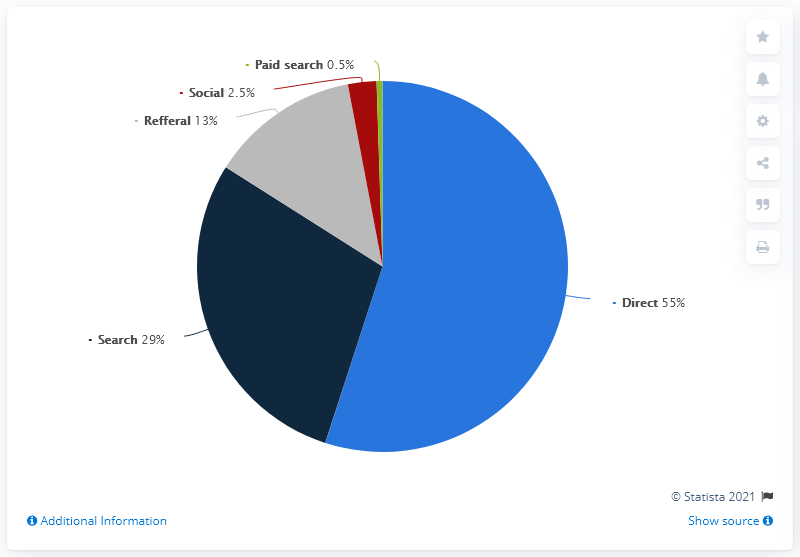 Paid search 0.5%
Social 2.5%
Refferal 13%
Direct 55%
Search 29%
© Statista 2021
Additional Information
Show source